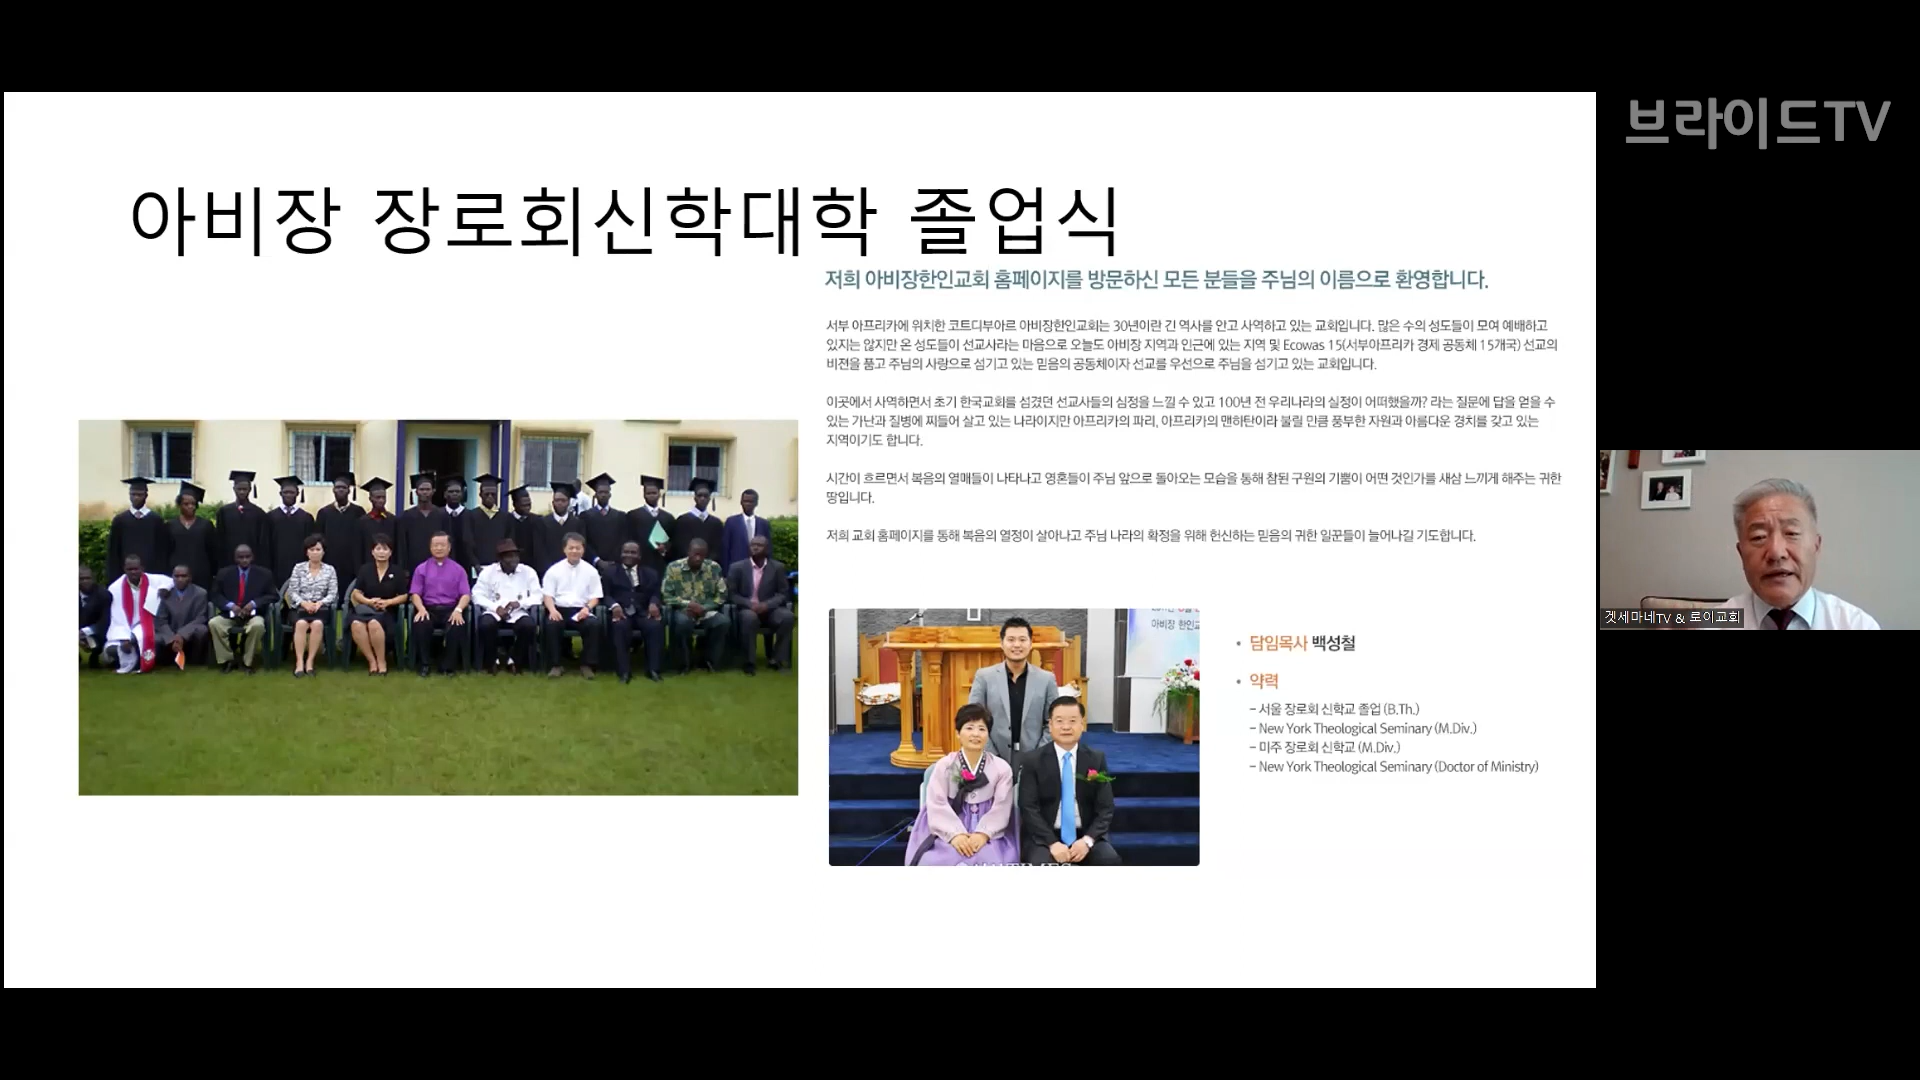 브라이드TV
아비장 장로회신학대학 졸업식
저희 아비장한인교회 홈페이지를 방문하신 모든 분들을 주님의 이름으로 환영합니다.
서부 아프리카에 위치한 코트디부아르 아비장한인교회는 30년이란 긴 역사를 안고 사역하고 있는 교회입니다. 많은 수의 성도들이 모여 예배하고
있지는 않지만 온 성도들이 선교사라는 마음으로 오늘도 아비장 지역과 인근에 있는 지역 및 Ecowas 15(서부아프리카 경제 공동체 15개국) 선교의
비젼을 품고 주님의 사랑으로 섬기고 있는 믿음의 공동체이자 선교를 우선으로 주님을 섬기고 있는 교회입니다.
이곳에서 사역하면서 초기 한국교회를 섬겼던 선교사들의 심정을 느낄 수 있고 100년 전 우리나라의 실정이 어떠했을까? 라는 질문에 답을 얻을 수
있는 가난과 질병에 찌들어 살고 있는 나라이지만 아프리카의 파리, 아프리카의 맨하탄이라 불릴 만큼 풍부한 자원과 아름다운 경치를 갖고 있는
지역이기도 합니다.
시간이 흐르면서 복음의 열매들이 나타나고 영혼들이 주님 앞으로 돌아오는 모습을 통해 참된 구원의 기쁨이 어떤 것인가를 새삼 느끼게 해주는 귀한
땅입니다.
저희 교회 홈페이지를 통해 복음의 열정이 살아나고 주님 나라의 확정을 위해 헌신하는 믿음의 귀한 일꾼들이 늘어나길 기도합니다.
아비장 한인교
• 담임목사 백성철
• 약력
- 서울 장로회 신학교 졸업 (B.Th.)
- New York Theological Seminary (M.Div.)
- 미주 장로회 신학교 (M.Div.)
- New York Theological Seminary (Doctor of Ministry)
겟세마네TV & 로이교회